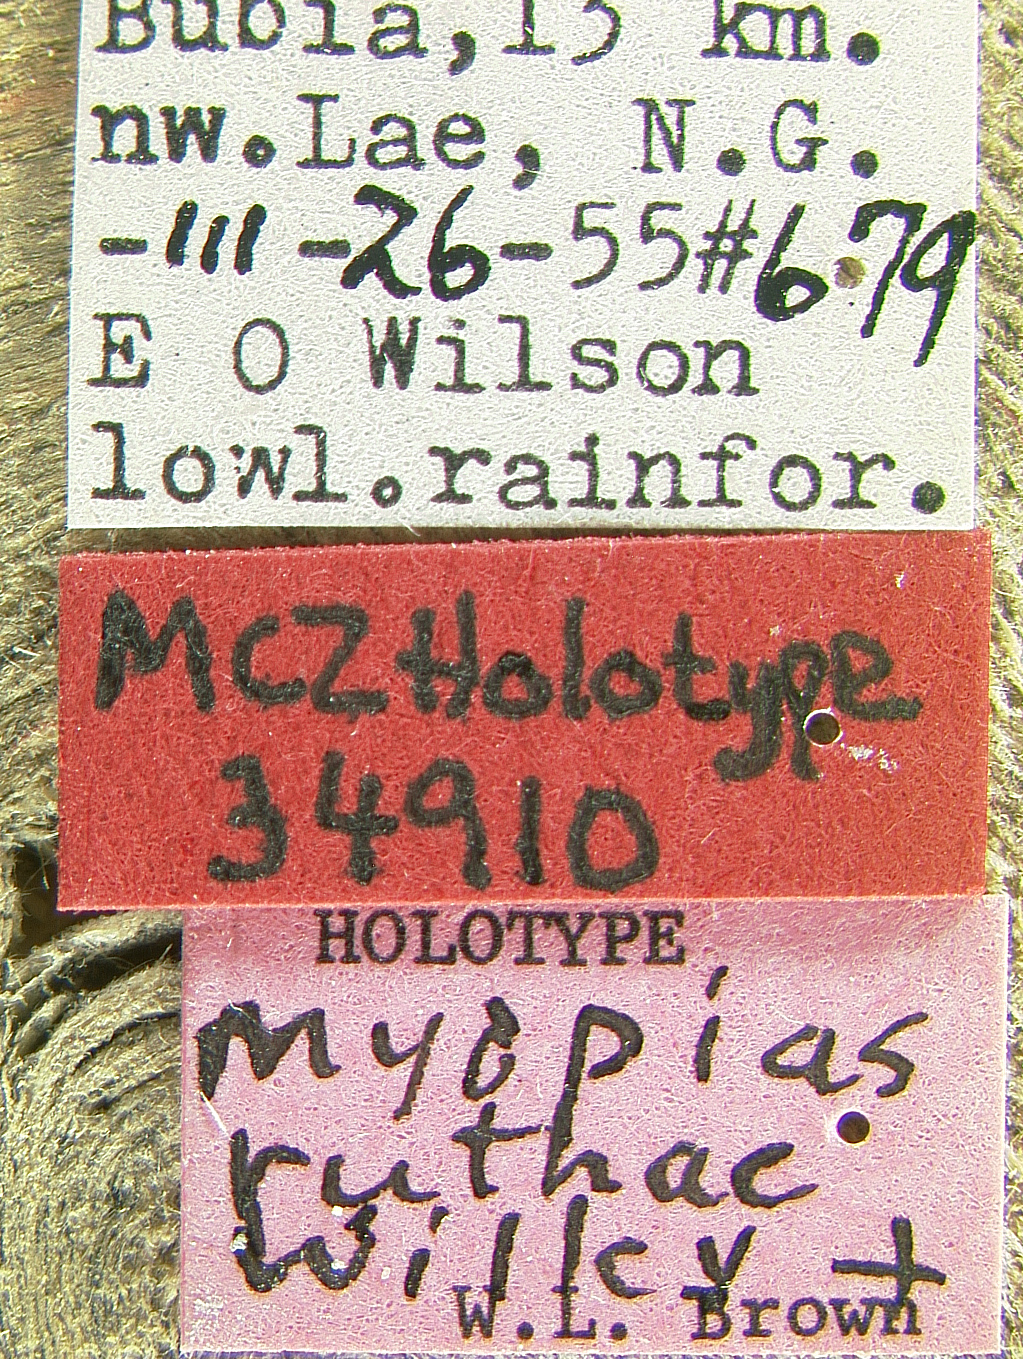 Bubia, 13 km.
nw. Lae, N.G.
-III-26-55#679
E O Wilson
lowl.rainfor.
MCZ Holotype
34910
HOLOTYPE
Myopias
ruthae
Willey +
W.L. Brown